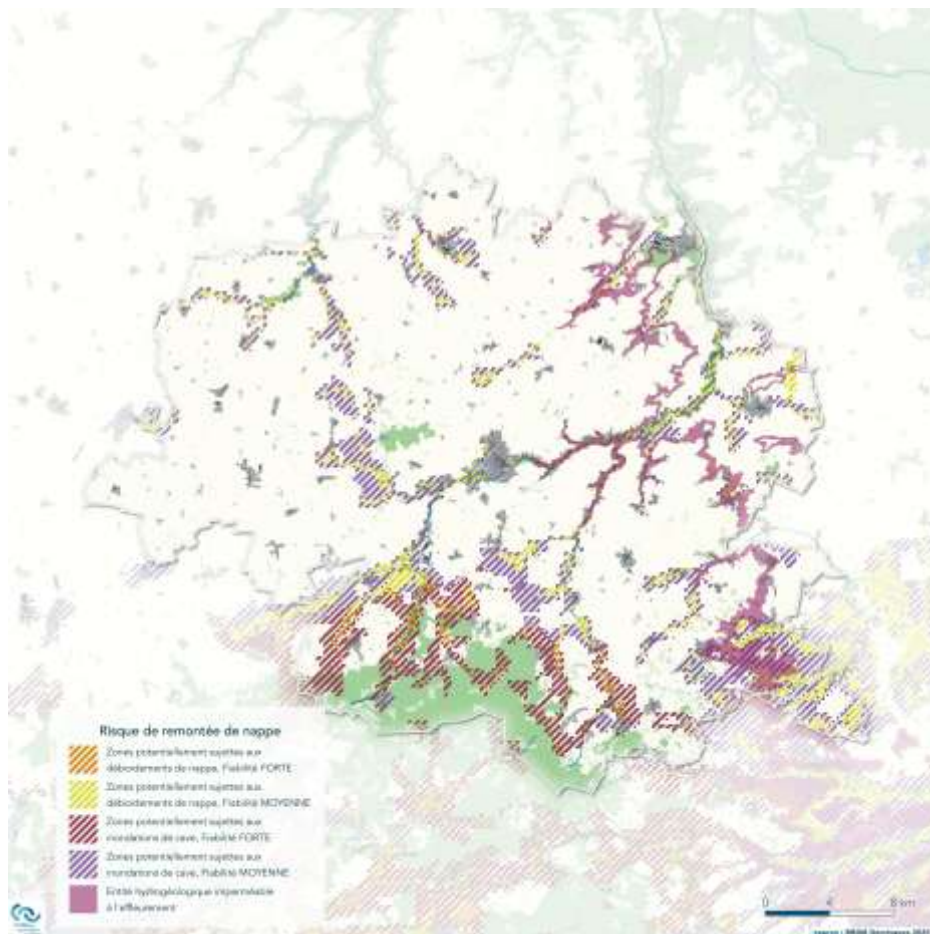 Risque de remontée de nappe
Zones potentiellement sujettes aux
débordements de nappe, Fiabilité FORTE
Zones potentiellement sujettes aux
débordements de nappe, Fiabilité MOYENNE
Zones potentiellement sujettes aux
inondations de cave, Fiabilité FORTE
Zones potentiellement sujettes aux
inondations de cave, Fiabilité MOYENNE
Entité hydrogéologique imperméable
à l'affleurement
0 4 8 km
source :